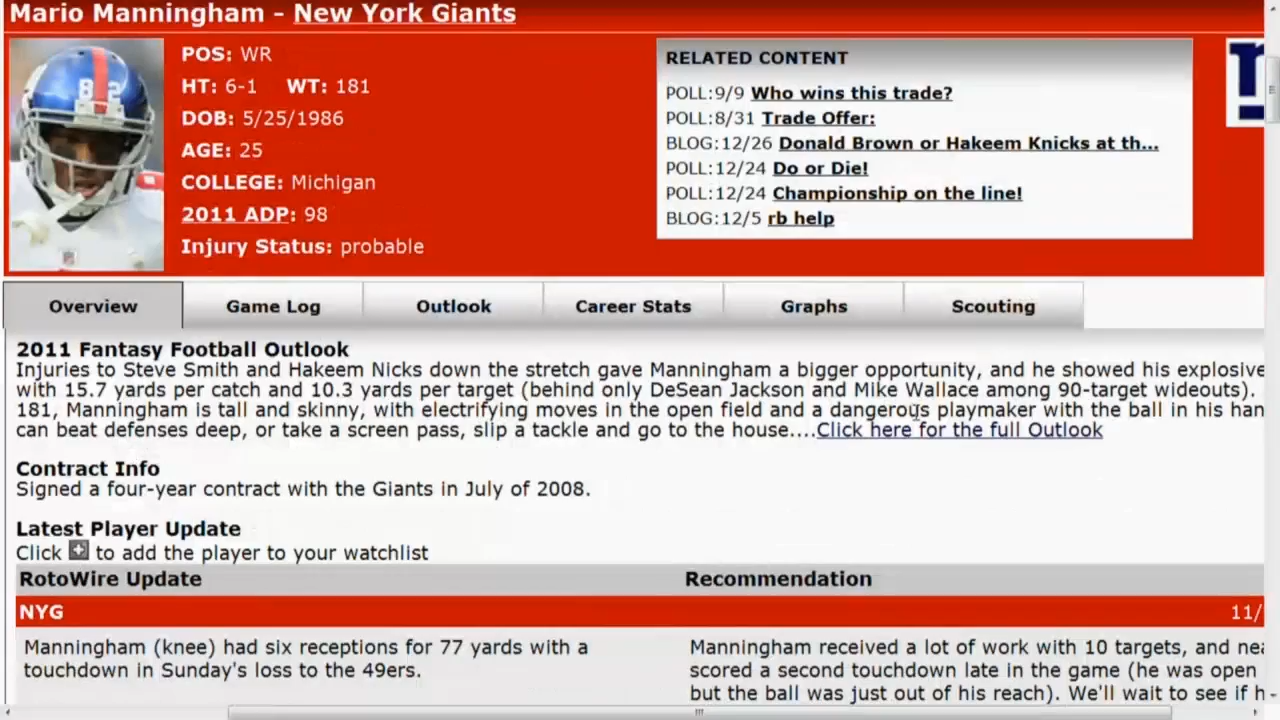 Mario Manningham - New York Giants
82
POS: WR
HT: 6-1 WT: 181
DOB: 5/25/1986
AGE: 25
COLLEGE: Michigan
2011 ADP: 98
Injury Status: probable
RELATED CONTENT
POLL:9/9 Who wins this trade?
POLL:8/31 Trade Offer:
BLOG:12/26 Donald Brown or Hakeem Knicks at th...
POLL:12/24 Do or Die!
POLL:12/24 Championship on the line!
BLOG:12/5 rb help
Overview Game Log Outlook Career Stats Graphs Scouting
2011 Fantasy Football Outlook
Injuries to Steve Smith and Hakeem Nicks down the stretch gave Manningham a bigger opportunity, and he showed his explosive
with 15.7 yards per catch and 10.3 yards per target (behind only DeSean Jackson and Mike Wallace among 90-target wideouts).
181, Manningham is tall and skinny, with electrifying moves in the open field and a dangerous playmaker with the ball in his han
can beat defenses deep, or take a screen pass, slip a tackle and go to the house....Click here for the full Outlook
Contract Info
Signed a four-year contract with the Giants in July of 2008.
Latest Player Update
Click to add the player to your watchlist
RotoWire Update Recommendation
NYG 11/
Manningham (knee) had six receptions for 77 yards with a
touchdown in Sunday's loss to the 49ers.
Manningham received a lot of work with 10 targets, and nea
scored a second touchdown late in the game (he was open
but the ball was just out of his reach). We'll wait to see if h